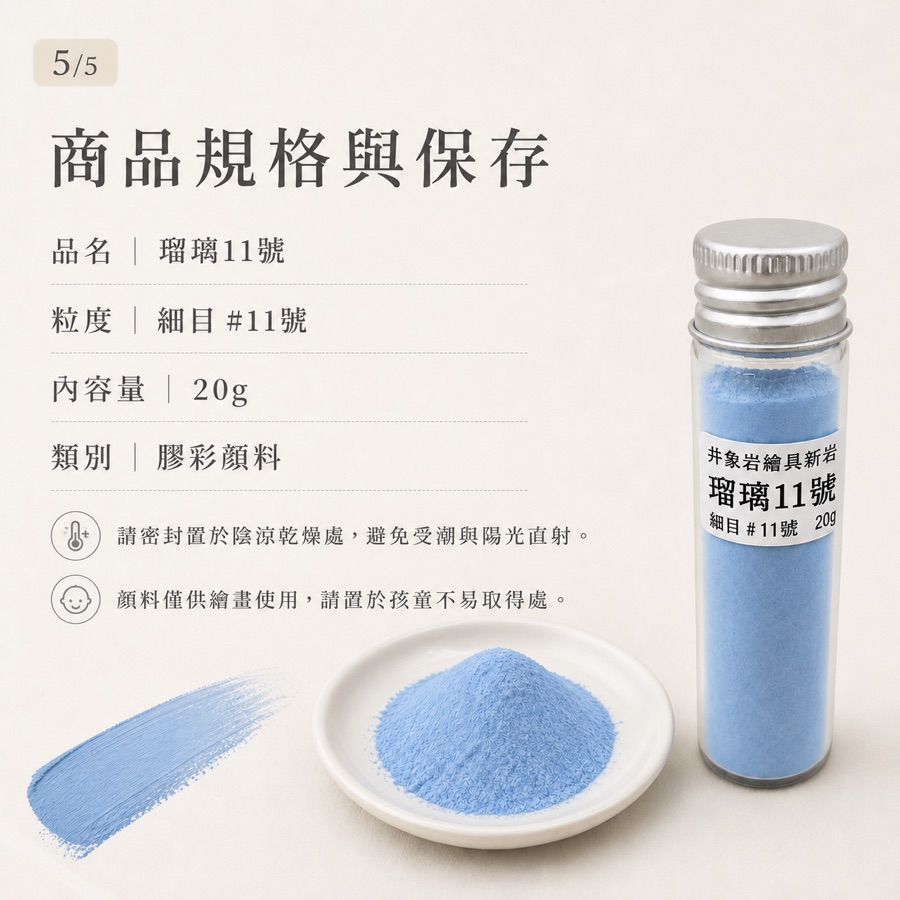 5/5
商品規格與保存
品名｜瑠璃11號
粒度｜細目 #11號
內容量｜20g
類別｜膠彩顏料
請密封置於陰涼乾燥處，避免受潮與陽光直射。
顏料僅供繪畫使用，請置於孩童不易取得處。
井象岩繪具新岩
瑠璃11號
細目 #11號 20g